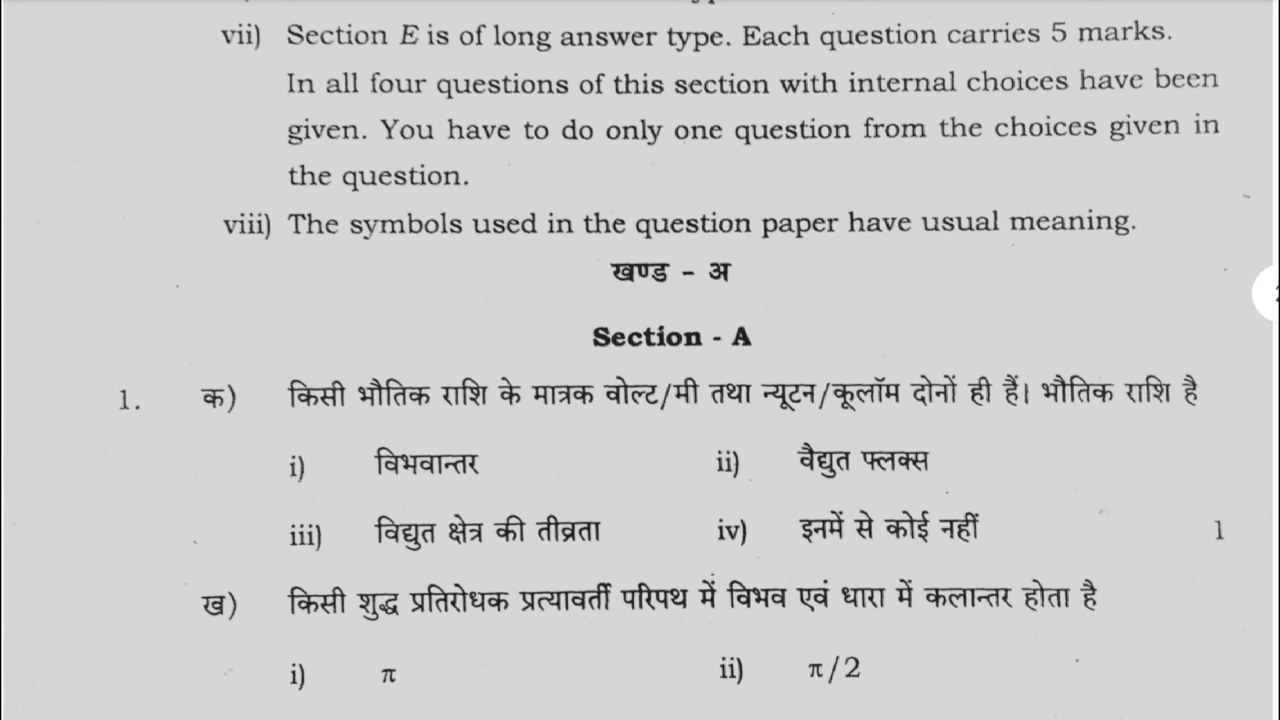 vii) Section E is of long answer type. Each question carries 5 marks.
In all four questions of this section with internal choices have been
given. You have to do only one question from the choices given in
the question.
viii) The symbols used in the question paper have usual meaning.
खण्ड - अ
Section - A
1. क) किसी भौतिक राशि के मात्रक वोल्ट/मी तथा न्यूटन/कूलॉम दोनों ही हैं। भौतिक राशि है
i) विभवान्तर ii) वैद्युत फ्लक्स
iii) विद्युत क्षेत्र की तीव्रता iv) इनमें से कोई नहीं 1
ख) किसी शुद्ध प्रतिरोधक प्रत्यावर्ती परिपथ में विभव एवं धारा में कलान्तर होता है
i) π ii) π/2